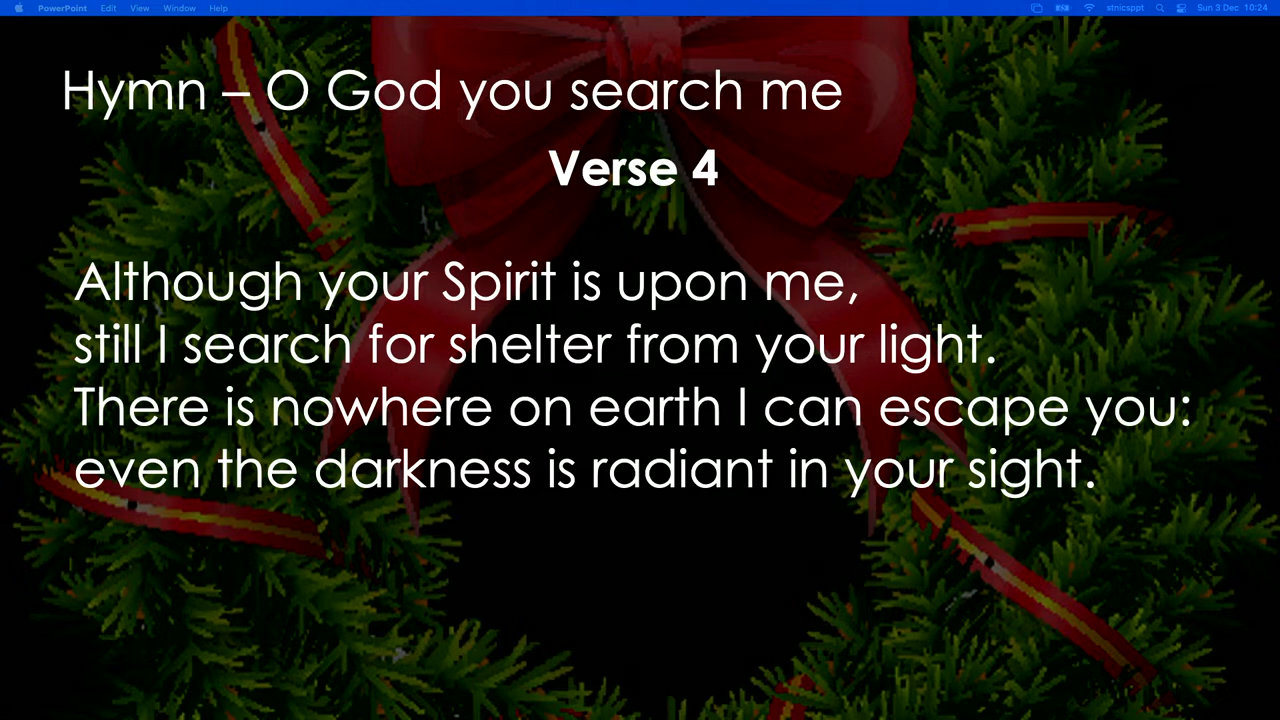 PowerPoint Edit View Window Help stnicsppt Sun 3 Dec 10:24
Hymn – O God you search me
Verse 4
Although your Spirit is upon me,
still I search for shelter from your light.
There is nowhere on earth I can escape you:
even the darkness is radiant in your sight.